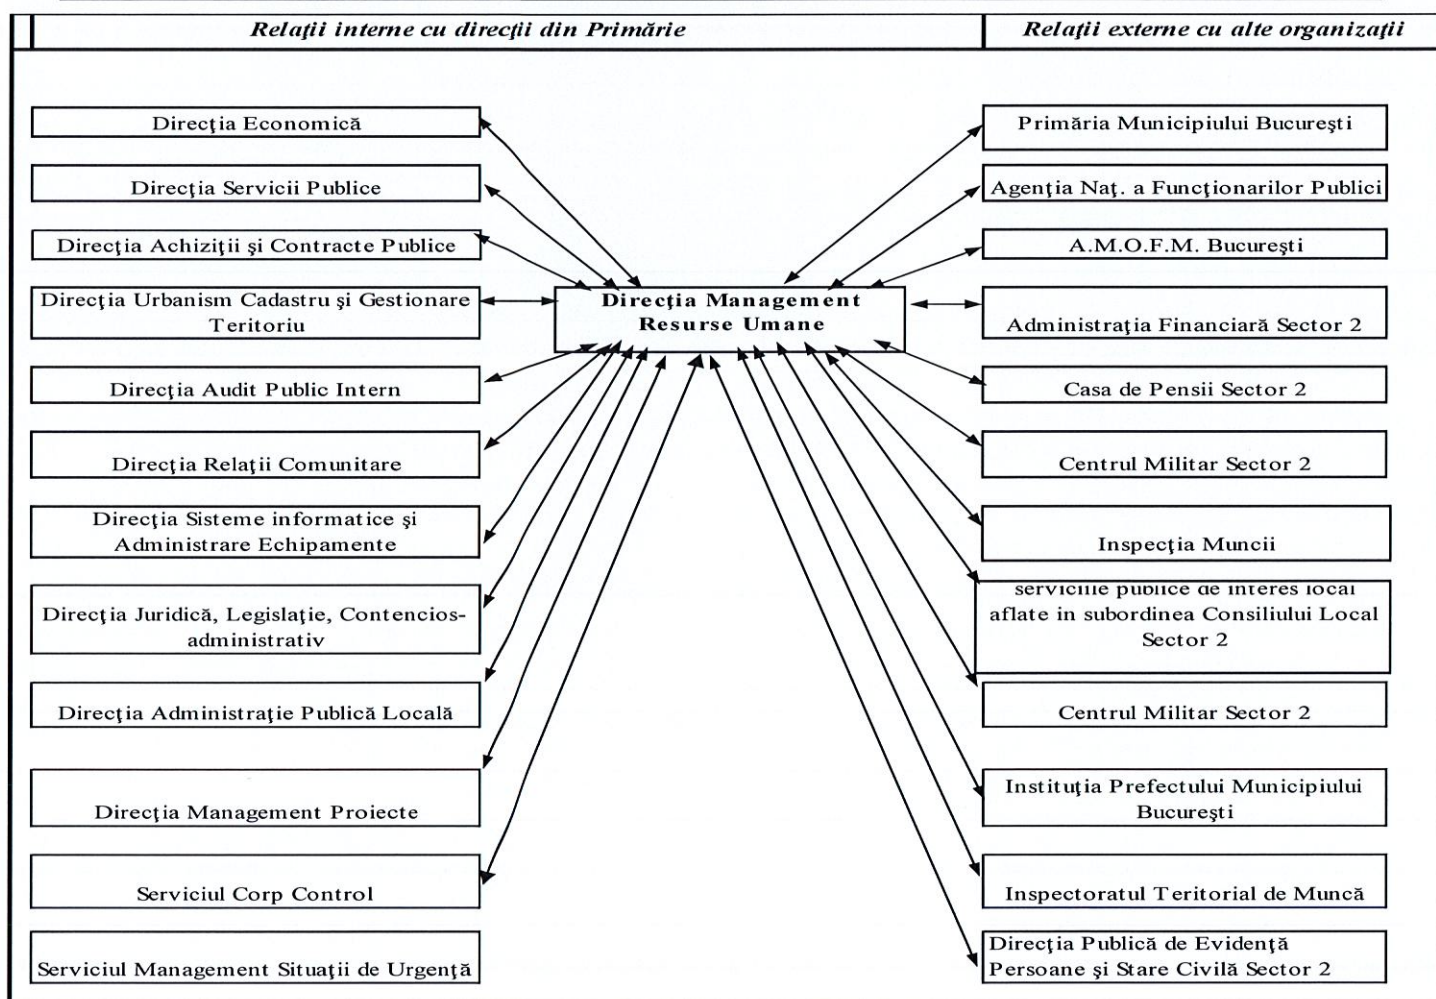 Relaţii interne cu direcţii din Primărie
Relaţii externe cu alte organizaţii
Direcţia Economică
Direcţia Servicii Publice
Direcţia Achiziţii şi Contracte Publice
Direcţia Urbanism Cadastru şi Gestionare
Teritoriu
Direcţia Audit Public Intern
Direcţia Relaţii Comunitare
Direcţia Sisteme informatice şi
Administrare Echipamente
Direcţia Juridică, Legislaţie, Contencios-
administrativ
Direcţia Administraţie Publică Locală
Direcţia Management Proiecte
Serviciul Corp Control
Serviciul Management Situaţii de Urgenţă
Direcţia Management
Resurse Umane
Primăria Municipiului Bucureşti
Agenţia Naţ. a Funcţionarilor Publici
A.M.O.F.M. Bucureşti
Administraţia Financiară Sector 2
Casa de Pensii Sector 2
Centrul Militar Sector 2
Inspecţia Muncii
serviciile publice de interes local
aflate in subordinea Consiliului Local
Sector 2
Centrul Militar Sector 2
Instituţia Prefectului Municipiului
Bucureşti
Inspectoratul Teritorial de Muncă
Direcţia Publică de Evidenţă
Persoane şi Stare Civilă Sector 2